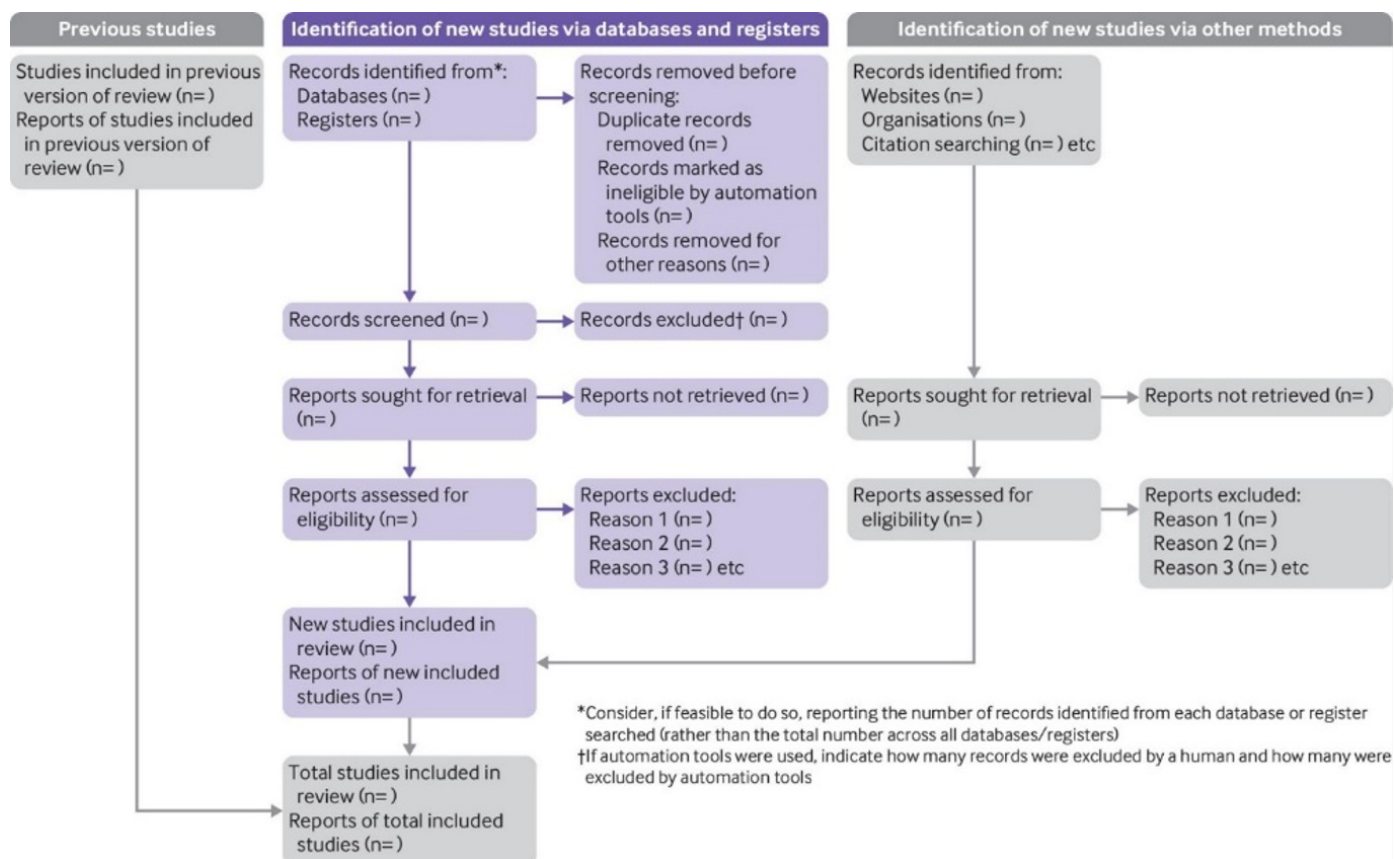 Previous studies
Studies included in previous
version of review (n= )
Reports of studies included
in previous version of
review (n= )
Identification of new studies via databases and registers
Records identified from*:
Databases (n= )
Registers (n= )
Records removed before
screening:
Duplicate records
removed (n= )
Records marked as
ineligible by automation
tools (n= )
Records removed for
other reasons (n= )
Records screened (n= )
Records excluded† (n= )
Reports sought for retrieval
(n= )
Reports not retrieved (n= )
Reports assessed for
eligibility (n= )
Reports excluded:
Reason 1 (n= )
Reason 2 (n= )
Reason 3 (n= ) etc
New studies included in
review (n= )
Reports of new included
studies (n= )
Total studies included in
review (n= )
Reports of total included
studies (n= )
Identification of new studies via other methods
Records identified from:
Websites (n= )
Organisations (n= )
Citation searching (n= ) etc
Reports sought for retrieval
(n= )
Reports not retrieved (n= )
Reports assessed for
eligibility (n= )
Reports excluded:
Reason 1 (n= )
Reason 2 (n= )
Reason 3 (n= ) etc
*Consider, if feasible to do so, reporting the number of records identified from each database or register
searched (rather than the total number across all databases/registers)
†If automation tools were used, indicate how many records were excluded by a human and how many were
excluded by automation tools